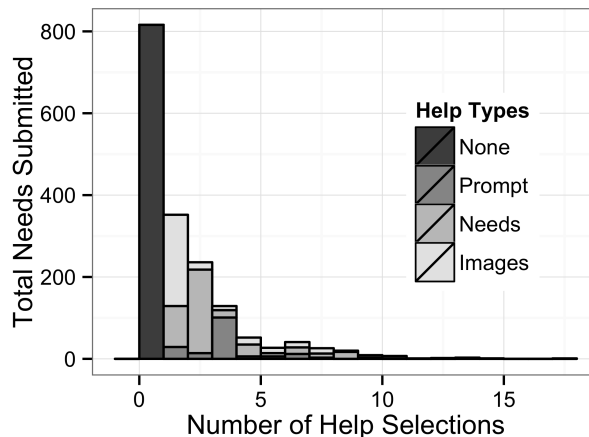 Total Needs Submitted
800
600
400
200
0
Help Types
None
Prompt
Needs
Images
0 5 10 15
Number of Help Selections